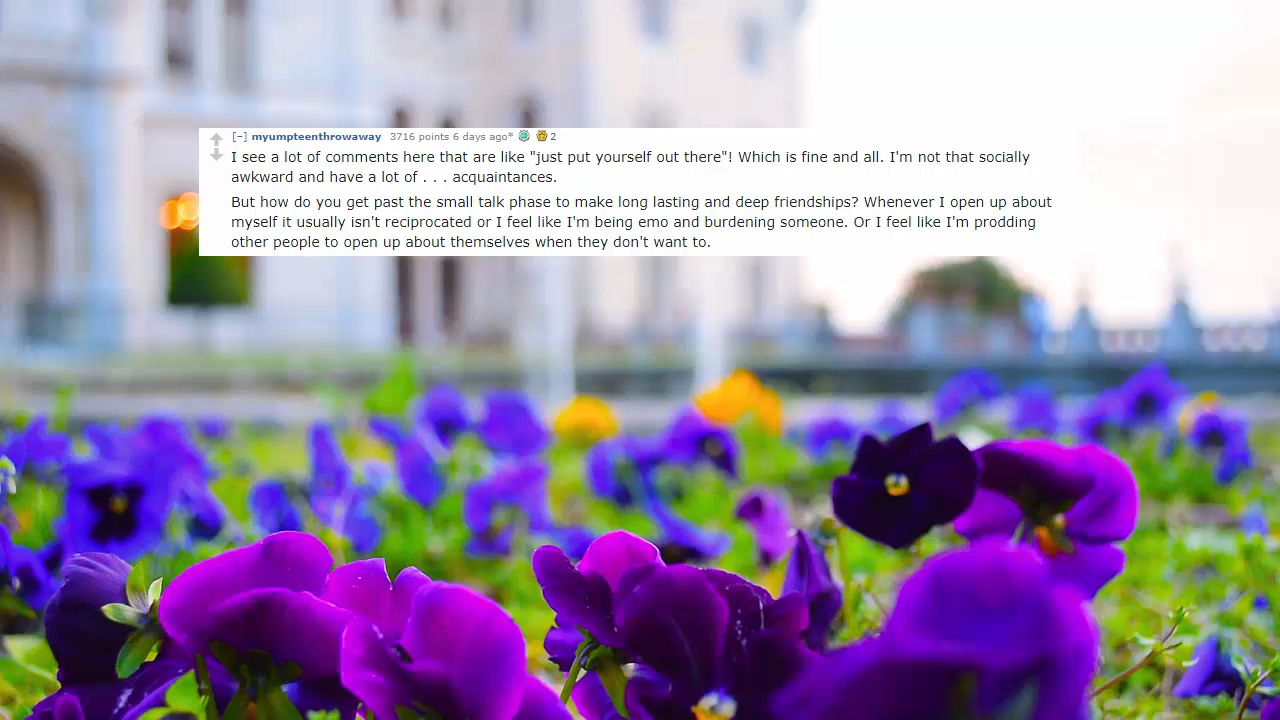 [–] myumpteenthrowaway 3716 points 6 days ago* 2
I see a lot of comments here that are like "just put yourself out there"! Which is fine and all. I'm not that socially
awkward and have a lot of . . . acquaintances.
But how do you get past the small talk phase to make long lasting and deep friendships? Whenever I open up about
myself it usually isn't reciprocated or I feel like I'm being emo and burdening someone. Or I feel like I'm prodding
other people to open up about themselves when they don't want to.